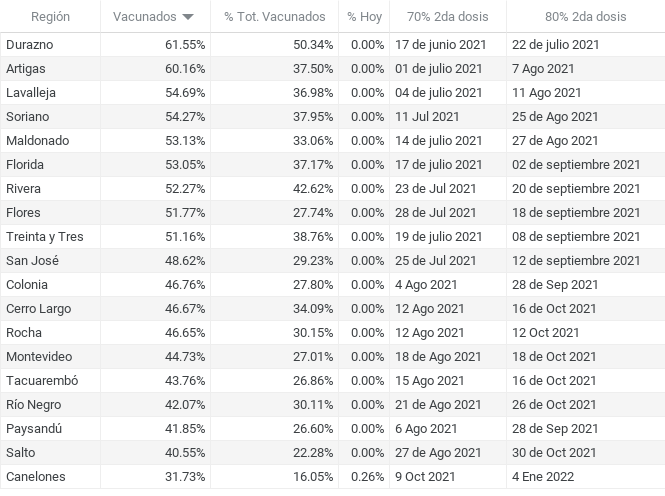 Región Vacunados % Tot. Vacunados % Hoy 70% 2da dosis 80% 2da dosis
Durazno 61.55% 50.34% 0.00% 17 de junio 2021 22 de julio 2021
Artigas 60.16% 37.50% 0.00% 01 de julio 2021 7 Ago 2021
Lavalleja 54.69% 36.98% 0.00% 04 de julio 2021 11 Ago 2021
Soriano 54.27% 37.95% 0.00% 11 Jul 2021 25 de Ago 2021
Maldonado 53.13% 33.06% 0.00% 14 de julio 2021 27 de Ago 2021
Florida 53.05% 37.17% 0.00% 17 de julio 2021 02 de septiembre 2021
Rivera 52.27% 42.62% 0.00% 23 de Jul 2021 20 de septiembre 2021
Flores 51.77% 27.74% 0.00% 28 de Jul 2021 18 de septiembre 2021
Treinta y Tres 51.16% 38.76% 0.00% 19 de julio 2021 08 de septiembre 2021
San José 48.62% 29.23% 0.00% 25 de Jul 2021 12 de septiembre 2021
Colonia 46.76% 27.80% 0.00% 4 Ago 2021 28 de Sep 2021
Cerro Largo 46.67% 34.09% 0.00% 12 Ago 2021 16 de Oct 2021
Rocha 46.65% 30.15% 0.00% 12 Ago 2021 12 Oct 2021
Montevideo 44.73% 27.01% 0.00% 18 de Ago 2021 18 de Oct 2021
Tacuarembó 43.76% 26.86% 0.00% 15 Ago 2021 16 de Oct 2021
Río Negro 42.07% 30.11% 0.00% 21 de Ago 2021 26 de Oct 2021
Paysandú 41.85% 26.60% 0.00% 6 Ago 2021 28 de Sep 2021
Salto 40.55% 22.28% 0.00% 27 de Ago 2021 30 de Oct 2021
Canelones 31.73% 16.05% 0.26% 9 Oct 2021 4 Ene 2022